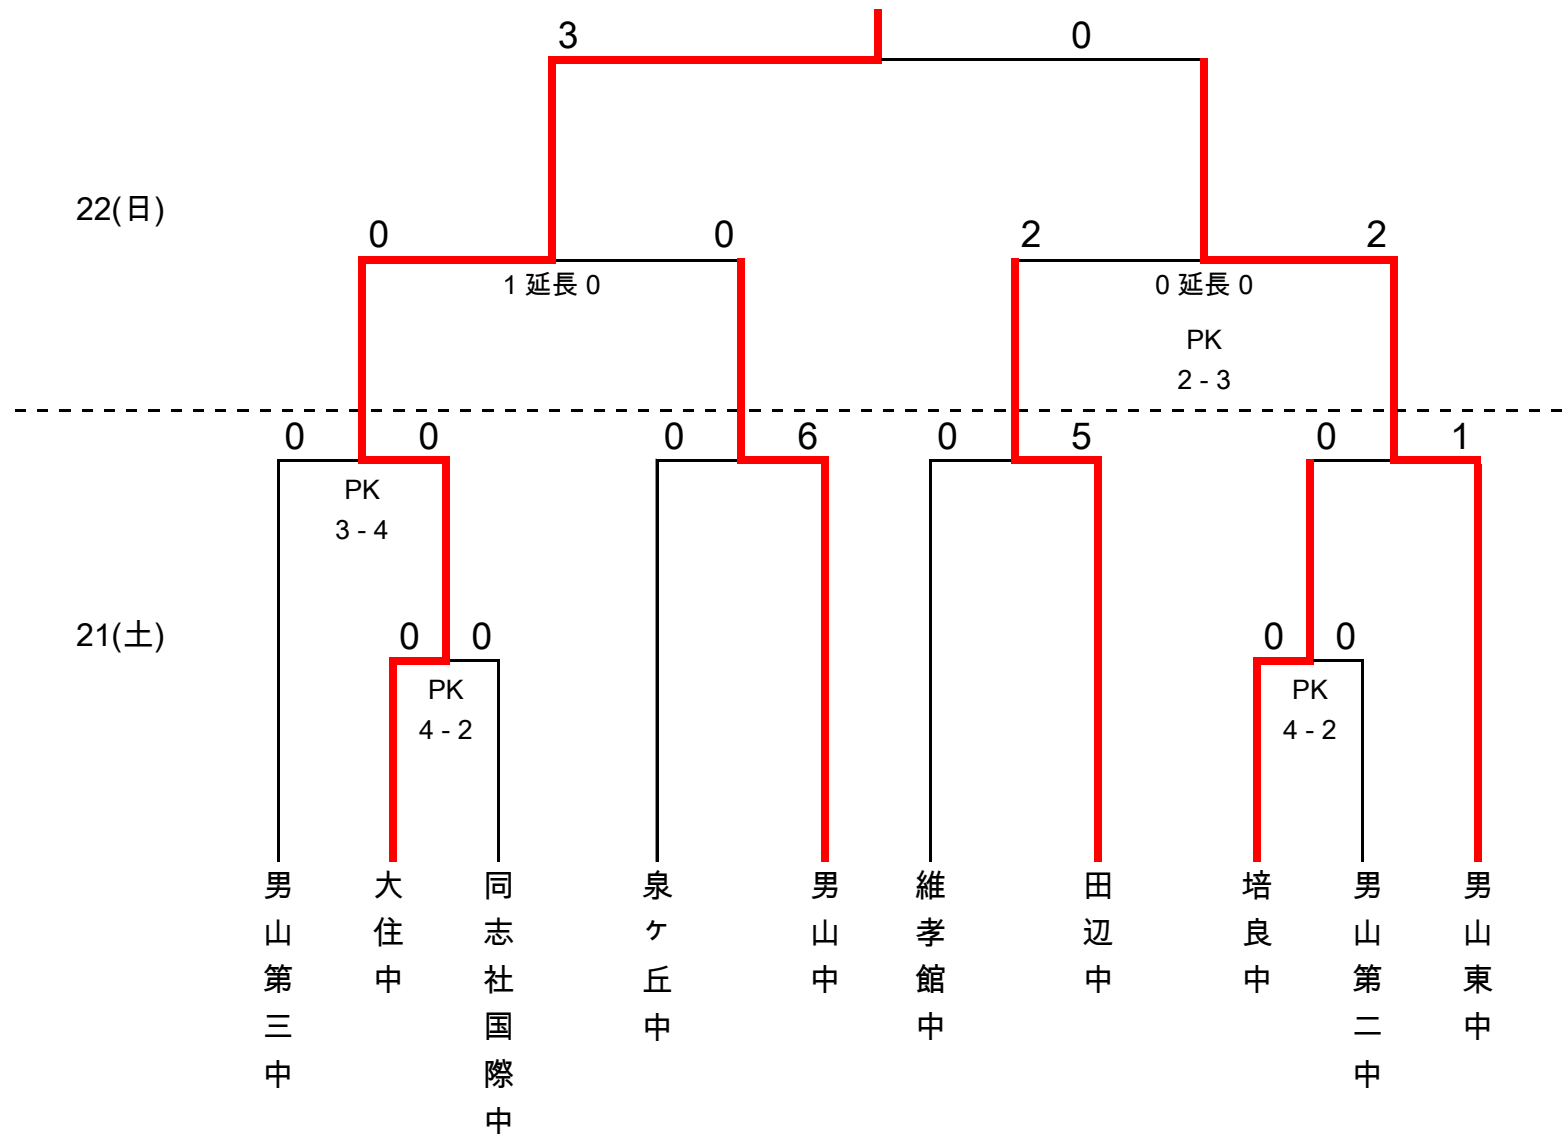 3 0
22(日)
0 0 2 2
1 延長 0 0 延長 0
PK
2 - 3
0 0 0 6 0 5 0 1
PK
3 - 4
21(土)
0 0 0 0
PK PK
4 - 2 4 - 2
男山第三中
大住中
同志社国際中
泉ヶ丘中
男山中
維孝館中
田辺中
培良中
男山第二中
男山東中